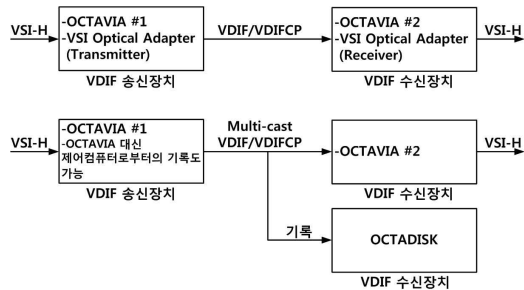 VSI-H
-OCTAVIA #1
-VSI Optical Adapter
(Transmitter)
VDIF 송신장치
VDIF/VDIFCP
-OCTAVIA #2
-VSI Optical Adapter
(Receiver)
VDIF 수신장치
VSI-H
VSI-H
-OCTAVIA #1
-OCTAVIA 대신
제어컴퓨터로부터의 기록도
가능
VDIF 송신장치
Multi-cast
VDIF/VDIFCP
-OCTAVIA #2
VDIF 수신장치
VSI-H
기록
OCTADISK
VDIF 수신장치